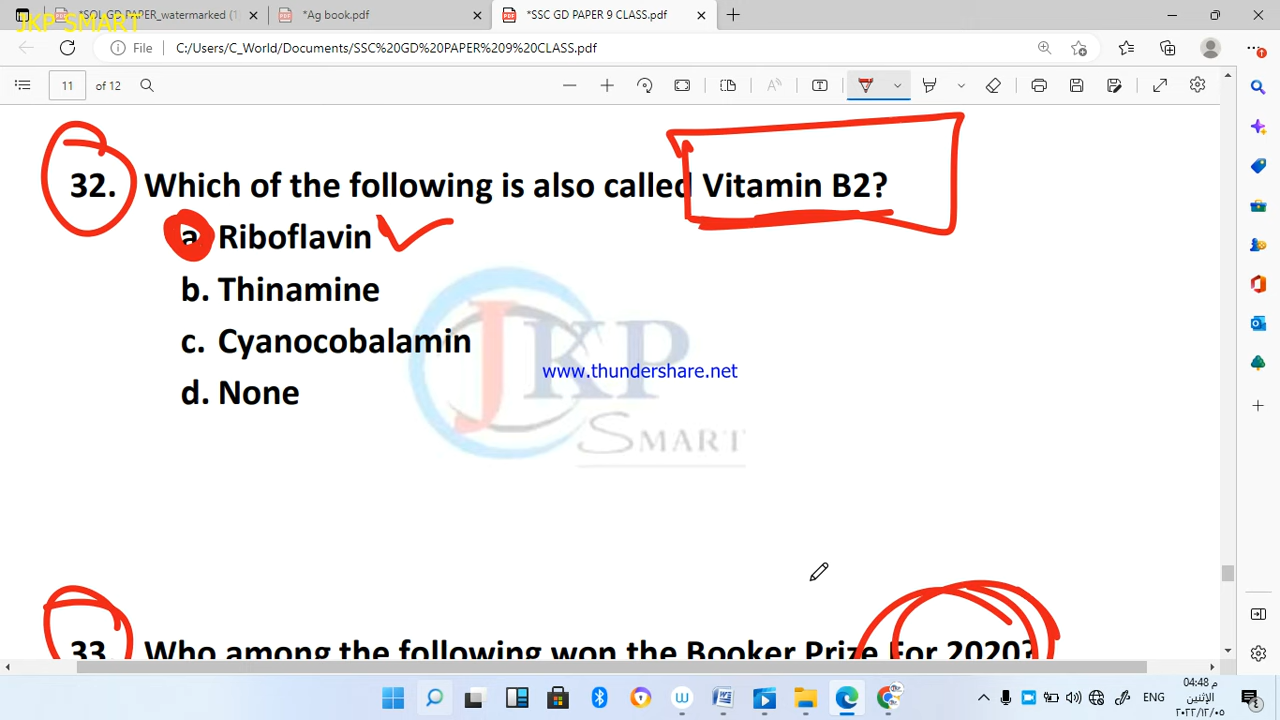 JKP SMART
*SQL GD PAPER_watermarked (1
*Ag book.pdf
*SSC GD PAPER 9 CLASS.pdf
File
C:/Users/C_World/Documents/SSC%20GD%20PAPER%209%20CLASS.pdf
11 of 12
32. Which of the following is also called Vitamin B2?
a. Riboflavin
b. Thinamine
c. Cyanocobalamin
d. None
JKP
SMART
www.thundershare.net
33. Who among the following won the Booker Prize For 2020?
ENG
04:48 م
الإثنين
٢٠٢٢/١٢/٠٥